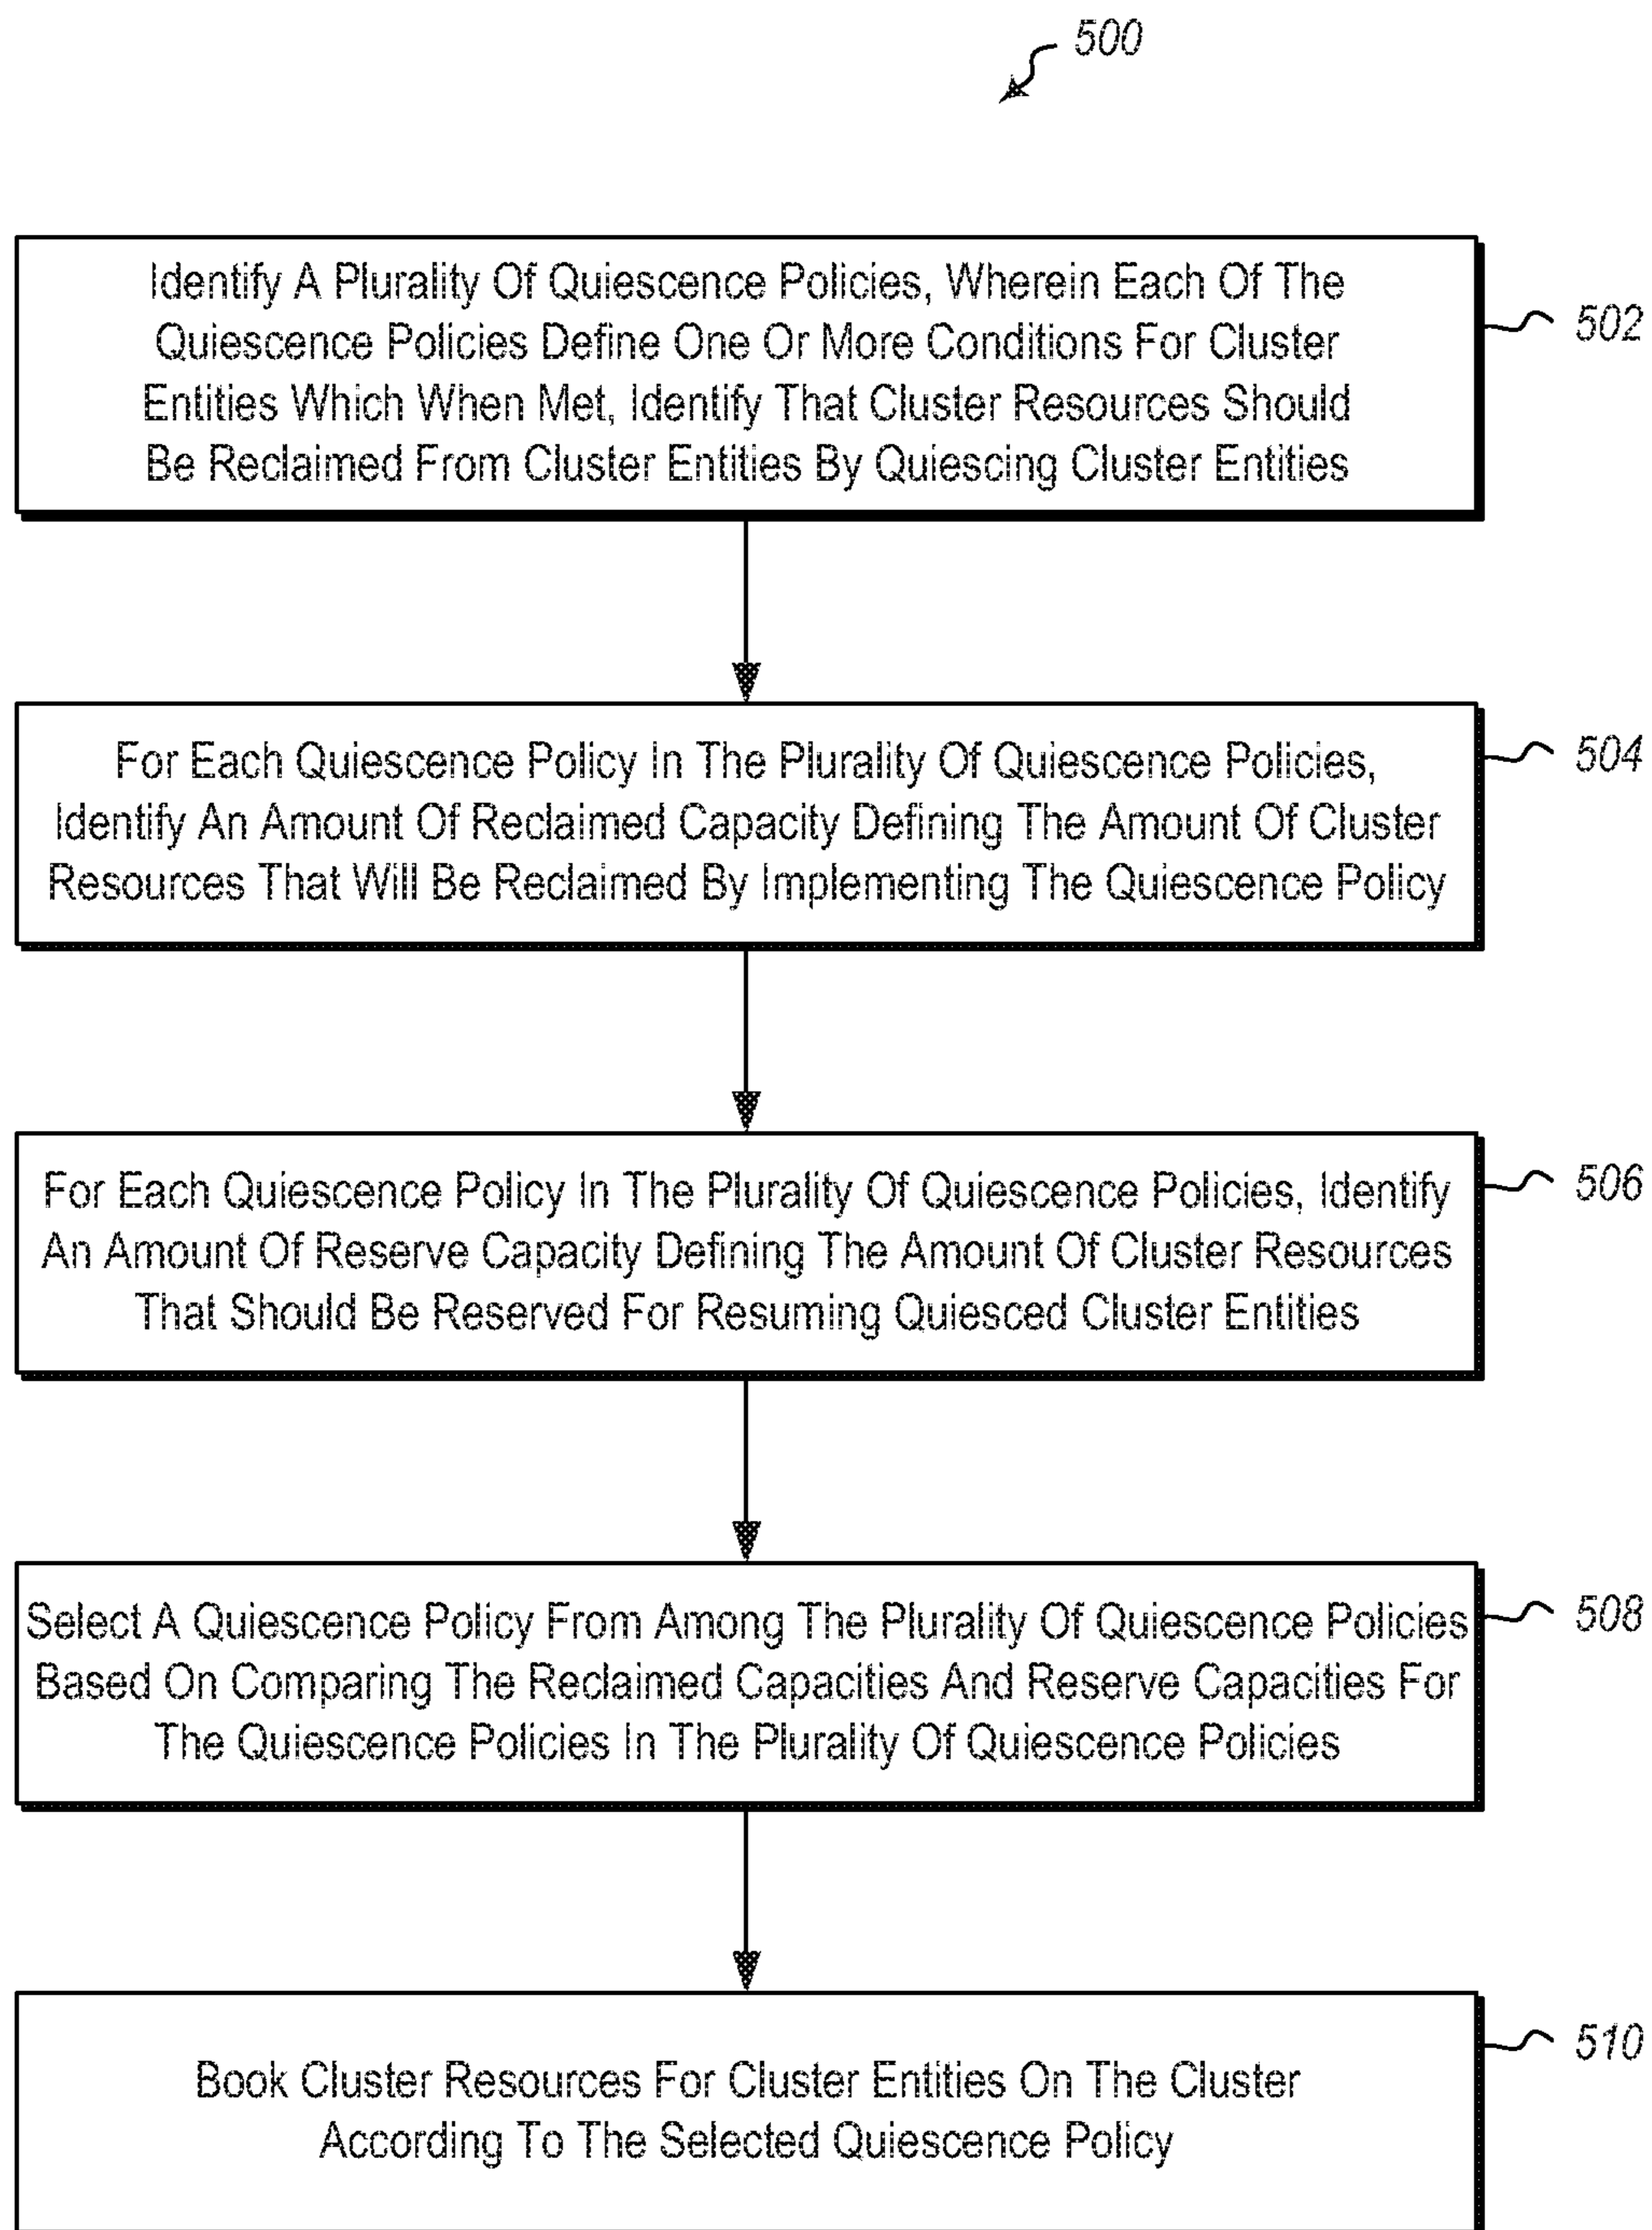 500
Identify A Plurality Of Quiescence Policies, Wherein Each Of The
Quiescence Policies Define One Or More Conditions For Cluster
Entities Which When Met, Identify That Cluster Resources Should
Be Reclaimed From Cluster Entities By Quiescing Cluster Entities
502
For Each Quiescence Policy In The Plurality Of Quiescence Policies,
Identify An Amount Of Reclaimed Capacity Defining The Amount Of Cluster
Resources That Will Be Reclaimed By Implementing The Quiescence Policy
504
For Each Quiescence Policy In The Plurality Of Quiescence Policies, Identify
An Amount Of Reserve Capacity Defining The Amount Of Cluster Resources
That Should Be Reserved For Resuming Quiesced Cluster Entities
506
Select A Quiescence Policy From Among The Plurality Of Quiescence Policies
Based On Comparing The Reclaimed Capacities And Reserve Capacities For
The Quiescence Policies In The Plurality Of Quiescence Policies
508
Book Cluster Resources For Cluster Entities On The Cluster
According To The Selected Quiescence Policy
510